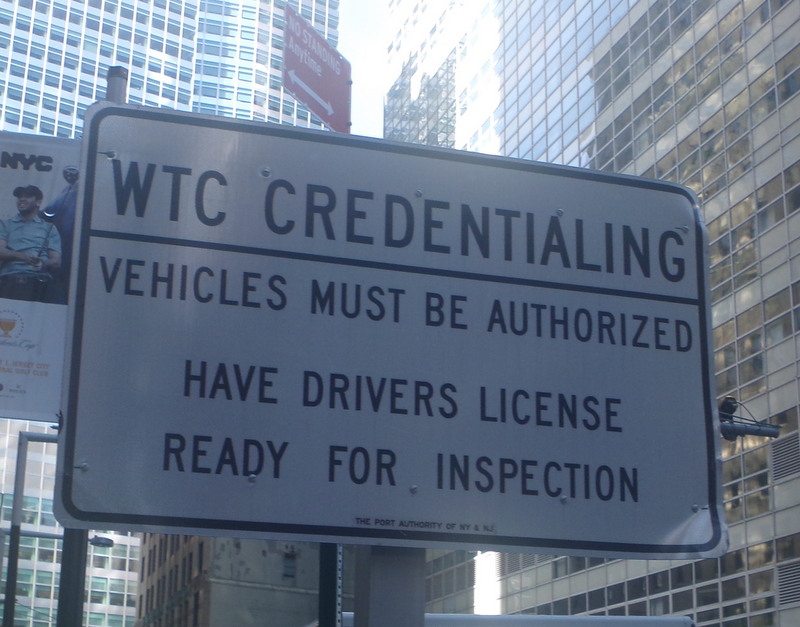 NO STANDING
Anytime
NYC
WTC CREDENTIALING
VEHICLES MUST BE AUTHORIZED
HAVE DRIVERS LICENSE
READY FOR INSPECTION
THE PORT AUTHORITY OF NY & NJ